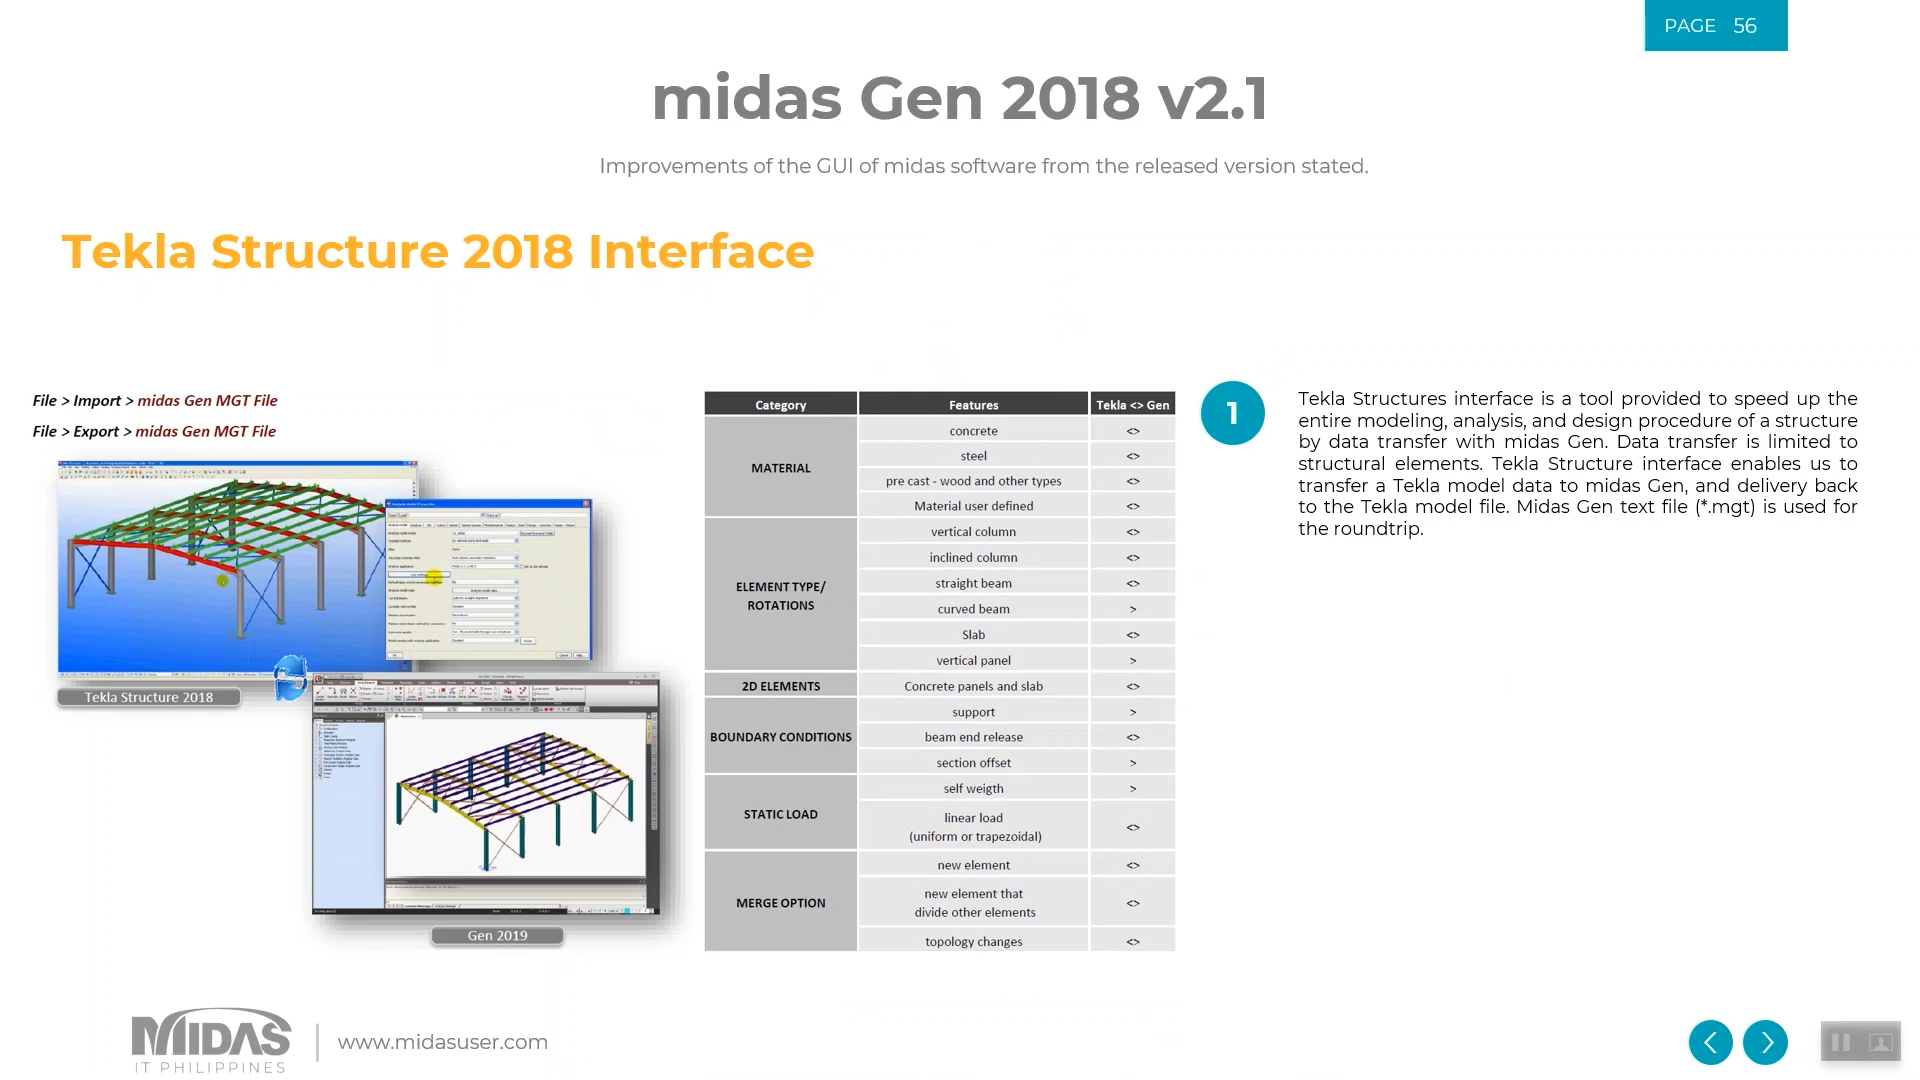 PAGE 56
midas Gen 2018 v2.1
Improvements of the GUI of midas software from the released version stated.
Tekla Structure 2018 Interface
File > Import > midas Gen MGT File
File > Export > midas Gen MGT File
Tekla Structure 2018
Gen 2019
Category Features Tekla <> Gen
MATERIAL
concrete <>
steel <>
pre cast - wood and other types <>
Material user defined <>
ELEMENT TYPE/
ROTATIONS
vertical column <>
inclined column <>
straight beam <>
curved beam >
Slab <>
vertical panel >
2D ELEMENTS Concrete panels and slab <>
BOUNDARY CONDITIONS
support >
beam end release <>
section offset >
STATIC LOAD
self weigth >
linear load
(uniform or trapezoidal) <>
MERGE OPTION
new element <>
new element that
divide other elements <>
topology changes <>
1
Tekla Structures interface is a tool provided to speed up the
entire modeling, analysis, and design procedure of a structure
by data transfer with midas Gen. Data transfer is limited to
structural elements. Tekla Structure interface enables us to
transfer a Tekla model data to midas Gen, and delivery back
to the Tekla model file. Midas Gen text file (*.mgt) is used for
the roundtrip.
MIDAS
IT PHILIPPINES
www.midasuser.com